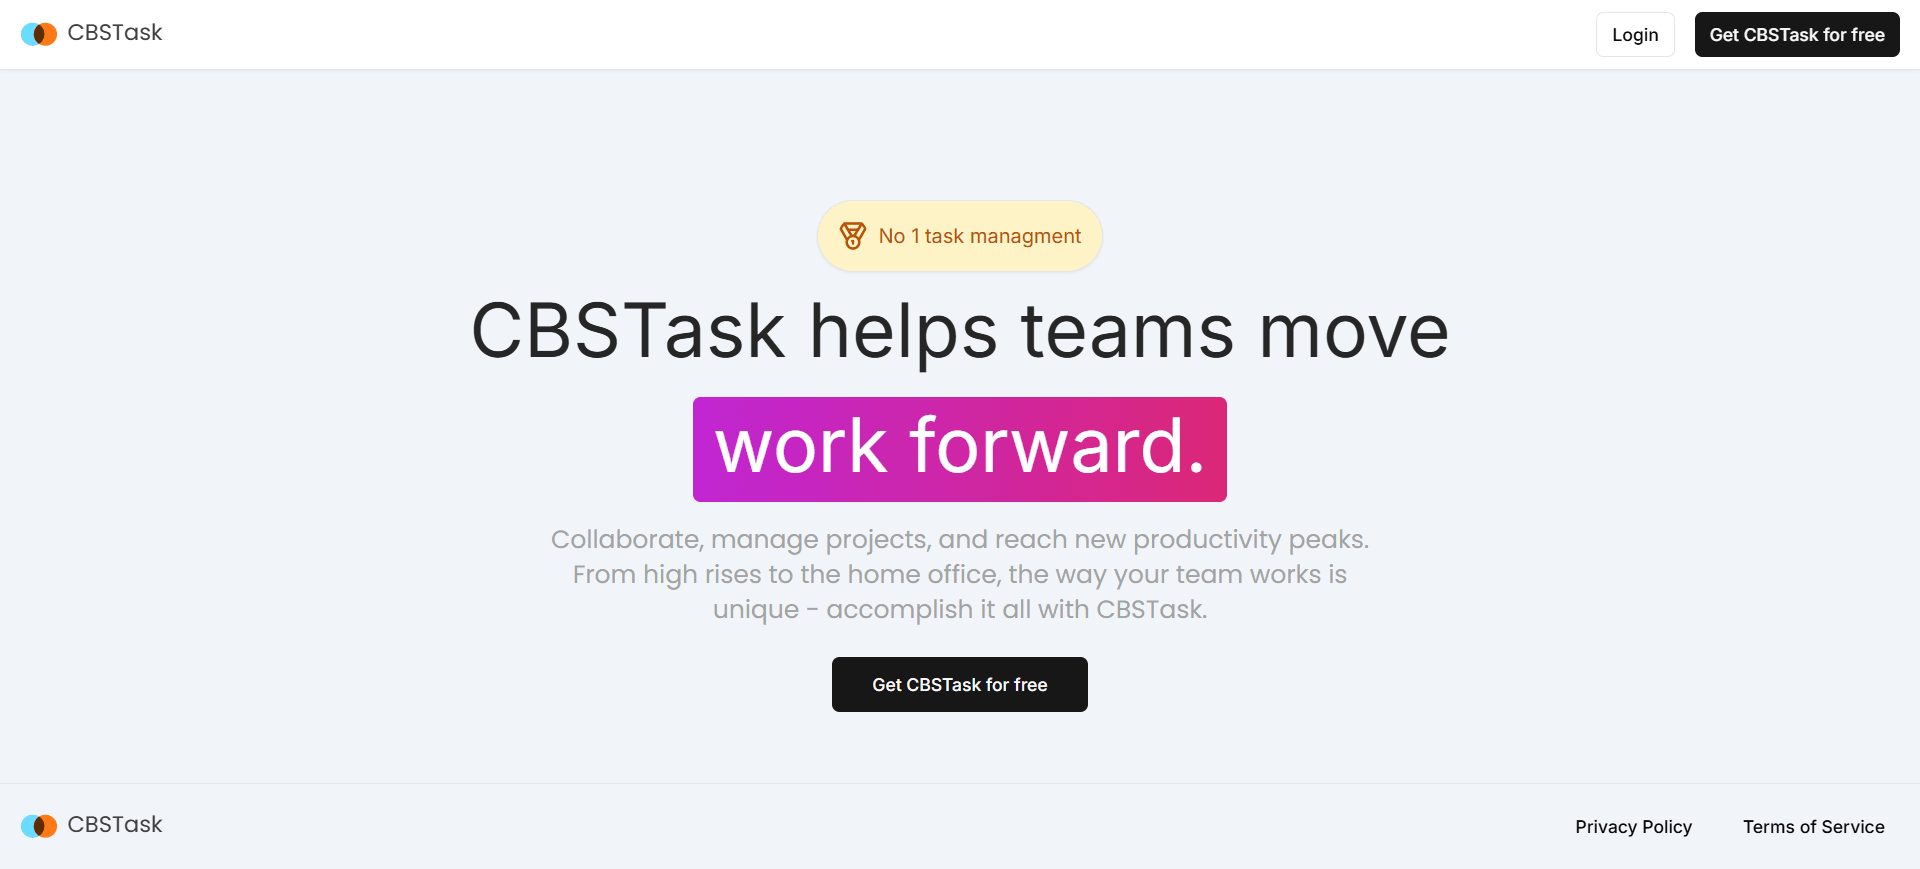 CBSTask
Login
Get CBSTask for free
No 1 task managment
CBSTask helps teams move
work forward.
Collaborate, manage projects, and reach new productivity peaks.
From high rises to the home office, the way your team works is
unique - accomplish it all with CBSTask.
Get CBSTask for free
CBSTask
Privacy Policy
Terms of Service